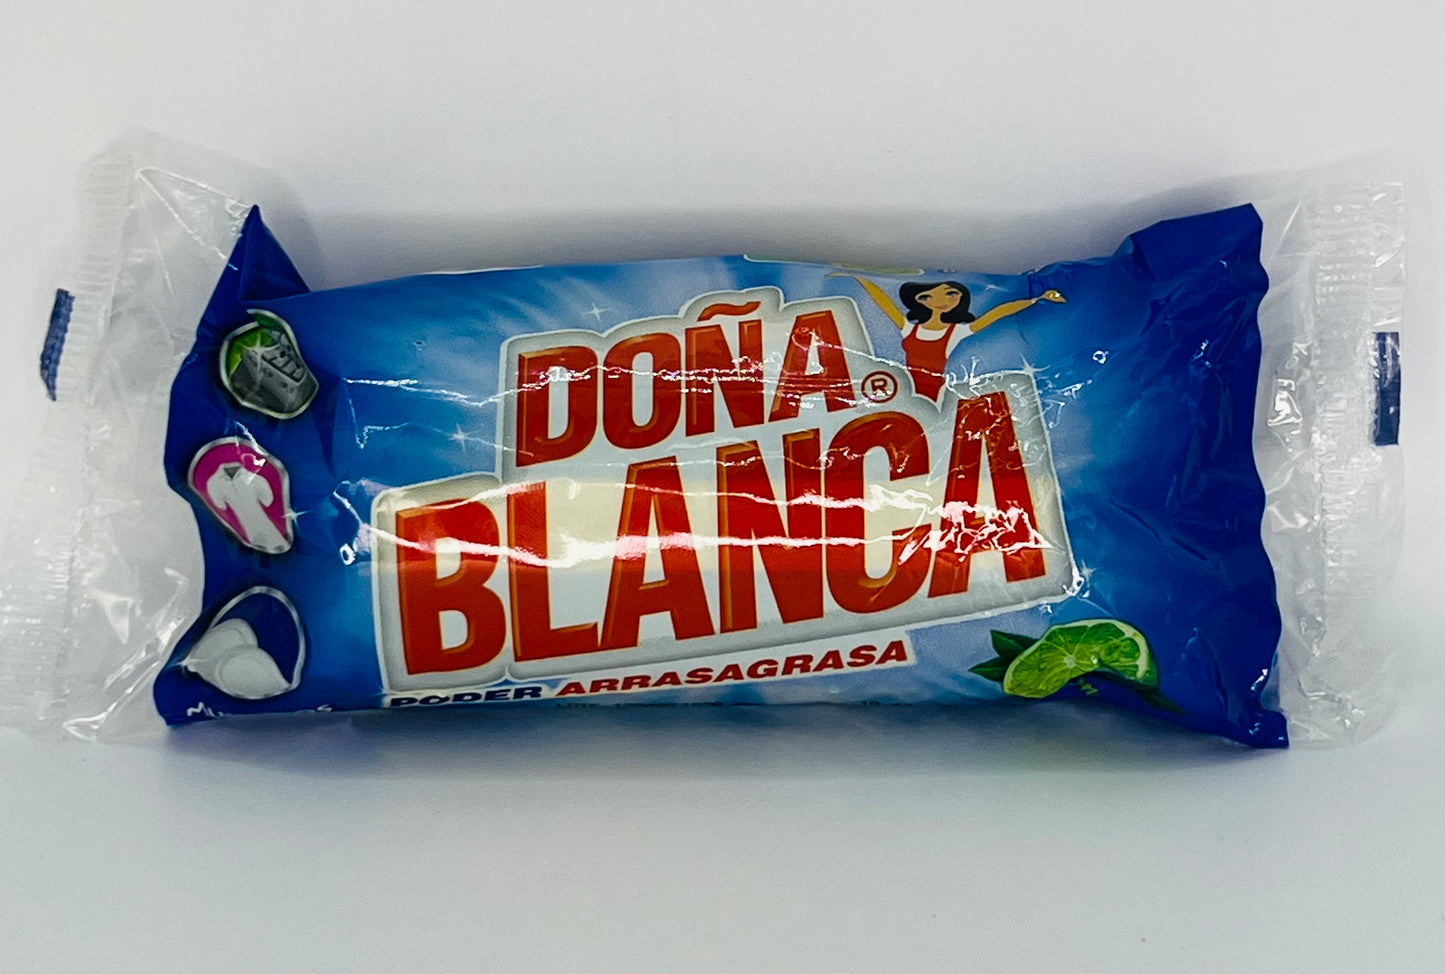 DOÑA
BLANCA
®
PODER ARRASAGRASA